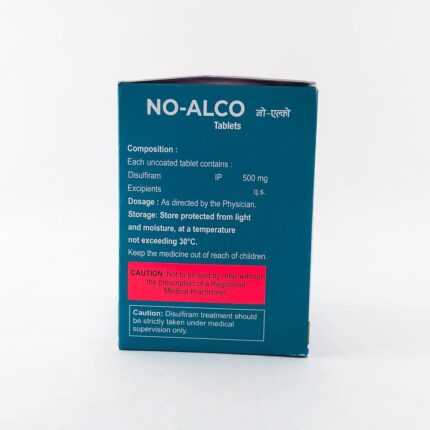 NO-ALCO नो-एल्को
Tablets
Composition :
Each uncoated tablet contains :
Disulfiram IP 500 mg
Excipients q.s.
Dosage : As directed by the Physician.
Storage: Store protected from light
and moisture, at a temperature
not exceeding 30°C.
Keep the medicine out of reach of children.
CAUTION: Not to be sold by retail without
the prescription of a Registered
Medical Practitioner
Caution: Disulfiram treatment should
be strictly taken under medical
supervision only.